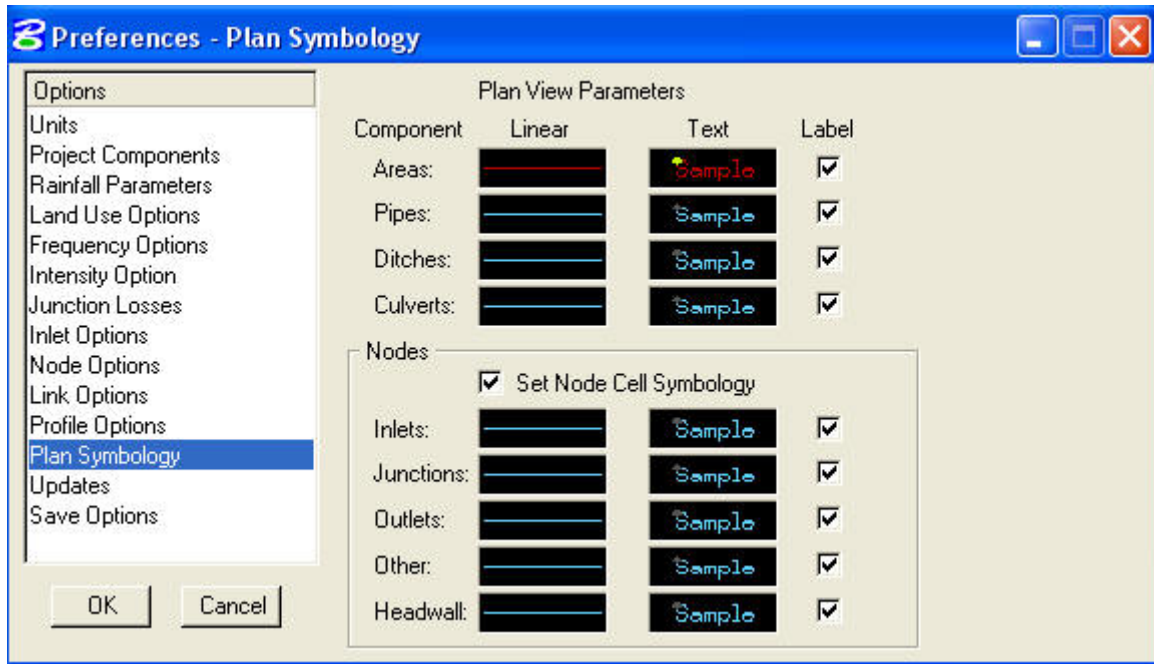 Preferences - Plan Symbology
Options
Units
Project Components
Rainfall Parameters
Land Use Options
Frequency Options
Intensity Option
Junction Losses
Inlet Options
Node Options
Link Options
Profile Options
Plan Symbology
Updates
Save Options
OK Cancel
Plan View Parameters
Component Linear Text Label
Areas: Sample
Pipes: Sample
Ditches: Sample
Culverts: Sample
Nodes
Set Node Cell Symbology
Inlets: Sample
Junctions: Sample
Outlets: Sample
Other: Sample
Headwall: Sample